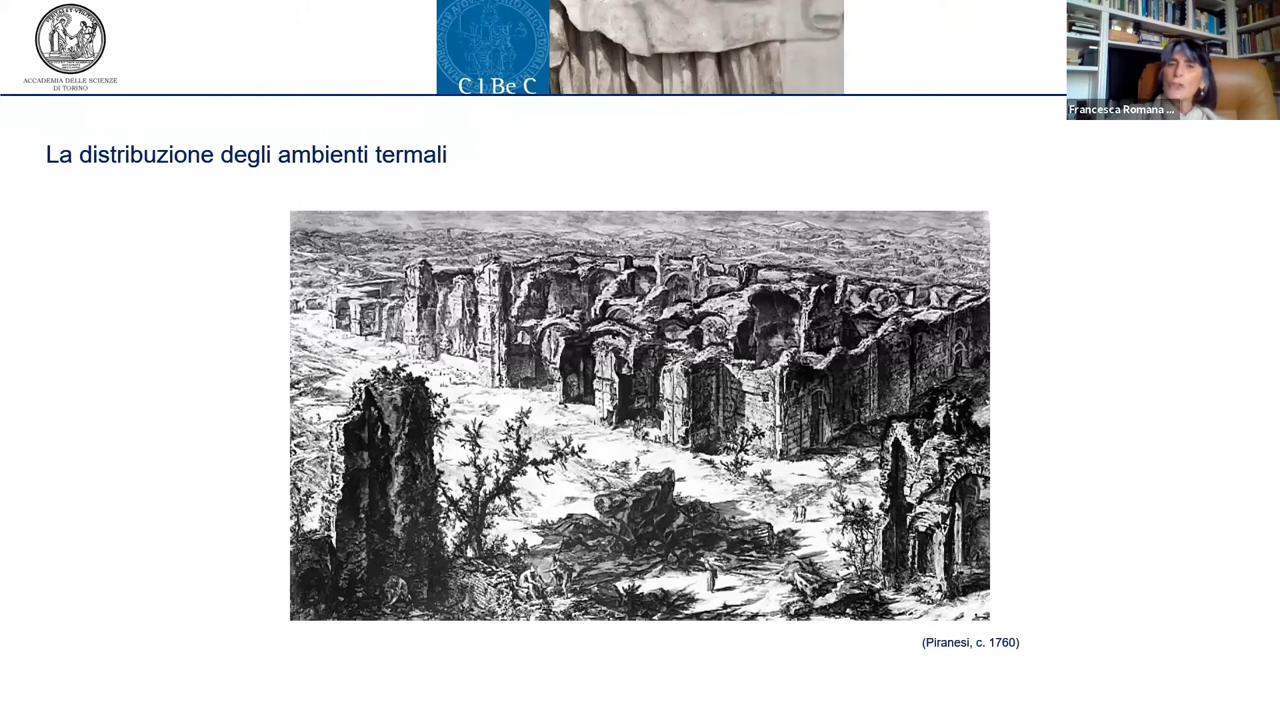 ACCADEMIA DELLE SCIENZE
DI TORINO
C I Be C
Francesca Romana ...
La distribuzione degli ambienti termali
(Piranesi, c. 1760)